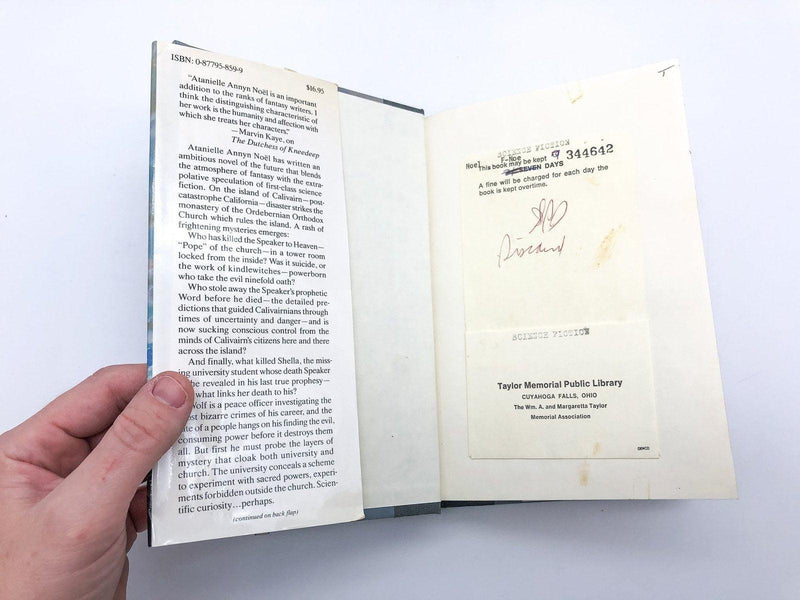 ISBN: 0-87795-859-9
$16.95
"Atanielle Annyn Noël is an important
addition to the ranks of fantasy writers. I
think the distinguishing characteristic of
her work is the humanity and affection with
which she treats her characters."
—Marvin Kaye, on
The Dutchess of Kneedeep
Atanielle Annyn Noël has written an
ambitious novel of the future that blends
the atmosphere of fantasy with the extra-
polative speculation of first-class science
fiction. On the island of Calivairn—post-
catastrophe California—disaster strikes the
monastery of the Ordebernian Orthodox
Church which rules the island. A rash of
frightening mysteries emerges:
Who has killed the Speaker to Heaven—
"Pope" of the church—in a tower room
locked from the inside? Was it suicide, or
the work of kindlewitches—powerborn
who take the evil ninefold oath?
Who stole away the Speaker's prophetic
Word before he died—the detailed pre-
dictions that guided Calivairnians through
times of uncertainty and danger—and is
now sucking conscious control from the
minds of Calivairn's citizens here and there
across the island?
And finally, what killed Shella, the miss-
ing university student whose death Speaker
he revealed in his last true prophesy—
what links her death to his?
olf is a peace officer investigating the
st bizarre crimes of his career, and the
te of a people hangs on his finding the evil,
consuming power before it destroys them
all. But first he must probe the layers of
mystery that cloak both university and
church. The university conceals a scheme
to experiment with sacred powers, experi-
ments forbidden outside the church. Scien-
tific curiosity...perhaps.
(continued on back flap)
SCIENCE FICTION
Noel F-Noe
This book may be kept 344642
SEVEN DAYS
A fine will be charged for each day the
book is kept overtime.
Discard
SCIENCE FICTION
Taylor Memorial Public Library
CUYAHOGA FALLS, OHIO
The Wm. A. and Margaretta Taylor
Memorial Association
DEMCO